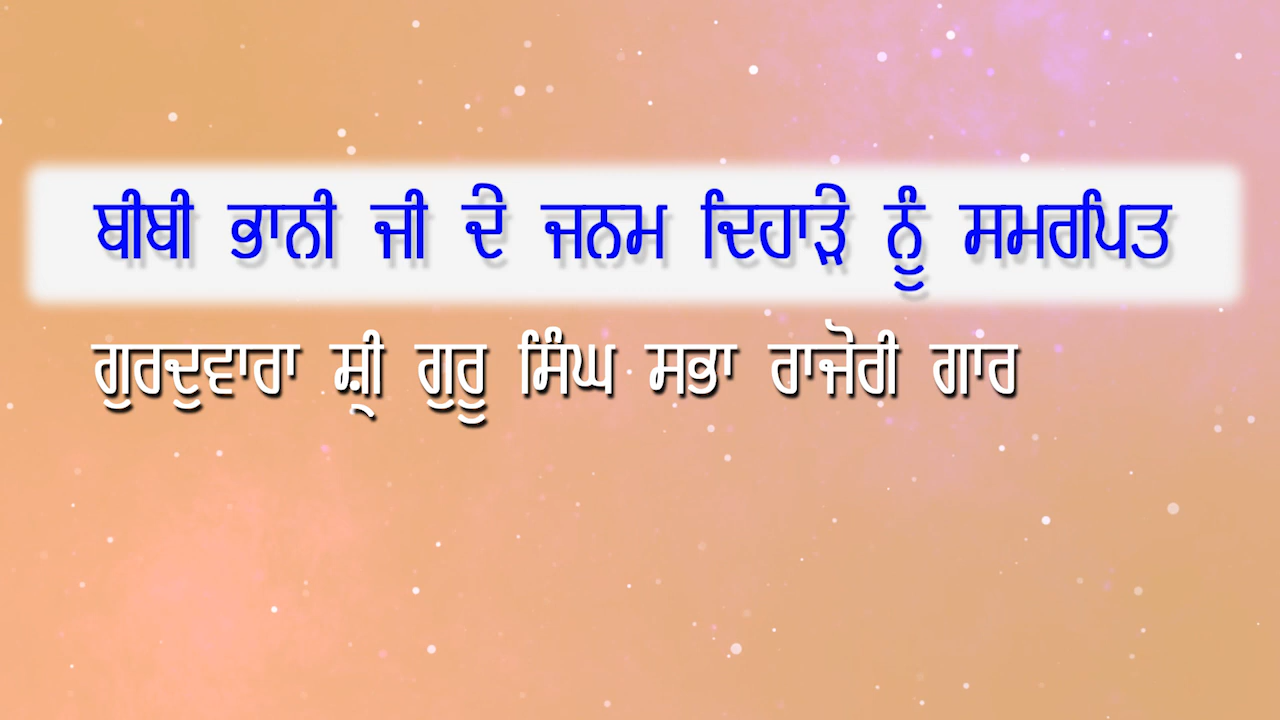 ਬੀਬੀ ਭਾਨੀ ਜੀ ਦੇ ਜਨਮ ਦਿਹਾੜੇ ਨੂੰ ਸਮਰਪਿਤ
ਗੁਰਦੁਵਾਰਾ ਸ਼੍ਰੀ ਗੁਰੂ ਸਿੰਘ ਸਭਾ ਰਾਜੋਰੀ ਗਾਰ